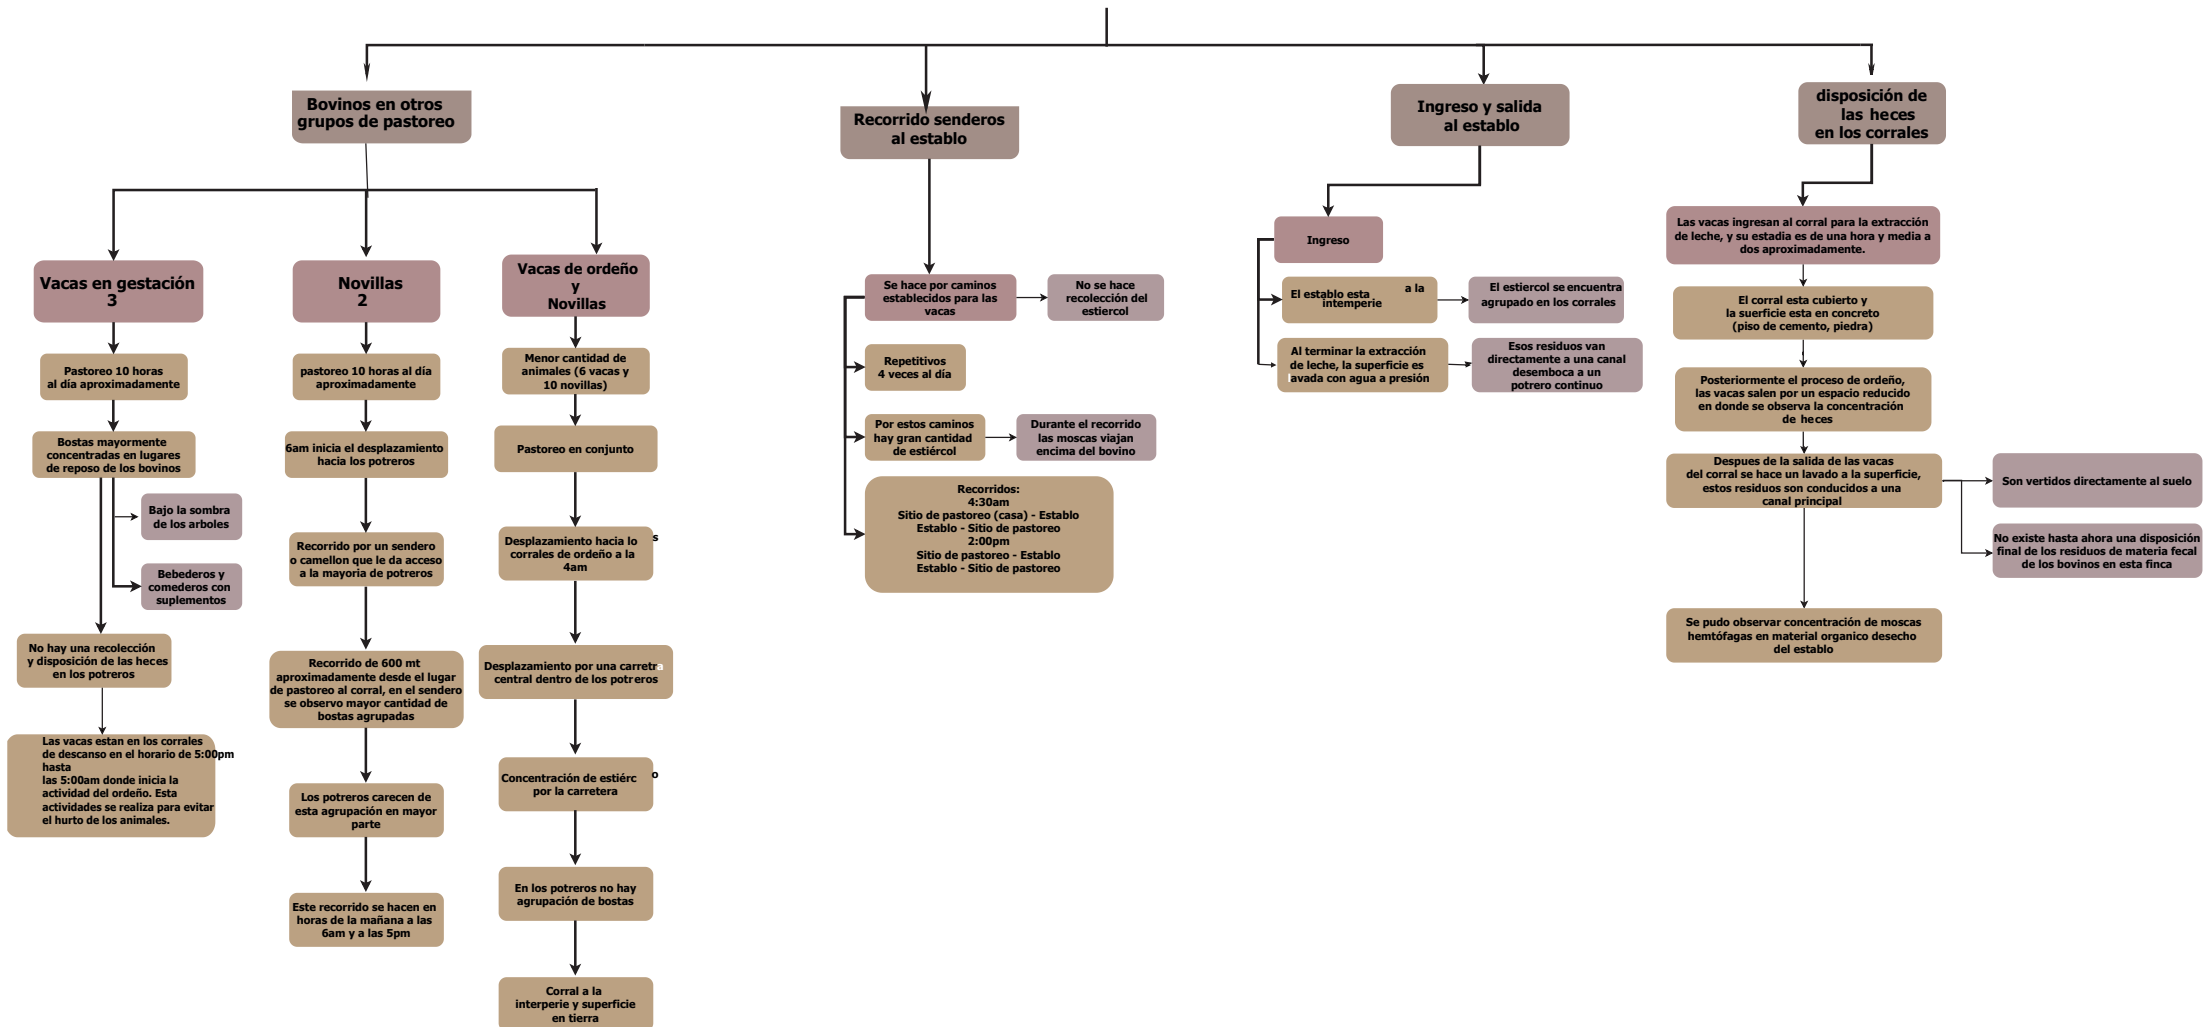 Bovinos en otros
grupos de pastoreo
Vacas en gestación
3
Pastoreo 10 horas
al día aproximadamente
Bostas mayormente
concentradas en lugares
de reposo de los bovinos
Bajo la sombra
de los arboles
Bebederos y
comederos con
suplementos
No hay una recolección
y disposición de las heces
en los potreros
Las vacas estan en los corrales
de descanso en el horario de 5:00pm
hasta
las 5:00am donde inicia la
actividad del ordeño. Esta
actividades se realiza para evitar
el hurto de los animales.
Novillas
2
pastoreo 10 horas al día
aproximadamente
6am inicia el desplazamiento
hacia los potreros
Recorrido por un sendero
o camellon que le da acceso
a la mayoria de potreros
Recorrido de 600 mt
aproximadamente desde el lugar
de pastoreo al corral, en el sendero
se observo mayor cantidad de
bostas agrupadas
Los potreros carecen de
esta agrupación en mayor
parte
Este recorrido se hacen en
horas de la mañana a las
6am y a las 5pm
Vacas de ordeño
y
Novillas
Menor cantidad de
animales (6 vacas y
10 novillas)
Pastoreo en conjunto
Desplazamiento hacia lo s
corrales de ordeño a la
4am
Desplazamiento por una carretra
central dentro de los potreros
Concentración de estiérc o
por la carretera
En los potreros no hay
agrupación de bostas
Corral a la
interperie y superficie
en tierra
Recorrido senderos
al establo
Se hace por caminos
establecidos para las
vacas
No se hace
recolección del
estiercol
Repetitivos
4 veces al día
Por estos caminos
hay gran cantidad
de estiércol
Durante el recorrido
las moscas viajan
encima del bovino
Recorridos:
4:30am
Sitio de pastoreo (casa) - Establo
Establo - Sitio de pastoreo
2:00pm
Sitio de pastoreo - Establo
Establo - Sitio de pastoreo
Ingreso y salida
al establo
Ingreso
El establo esta a la
intemperie
El estiercol se encuentra
agrupado en los corrales
Al terminar la extracción
de leche, la superficie es
lavada con agua a presión
Esos residuos van
directamente a una canal
desemboca a un
potrero continuo
disposición de
las heces
en los corrales
Las vacas ingresan al corral para la extracción
de leche, y su estadia es de una hora y media a
dos aproximadamente.
El corral esta cubierto y
la suerficie esta en concreto
(piso de cemento, piedra)
Posteriormente el proceso de ordeño,
las vacas salen por un espacio reducido
en donde se observa la concentración
de heces
Despues de la salida de las vacas
del corral se hace un lavado a la superficie,
estos residuos son conducidos a una
canal principal
Son vertidos directamente al suelo
No existe hasta ahora una disposición
final de los residuos de materia fecal
de los bovinos en esta finca
Se pudo observar concentración de moscas
hemtófagas en material organico desecho
del establo